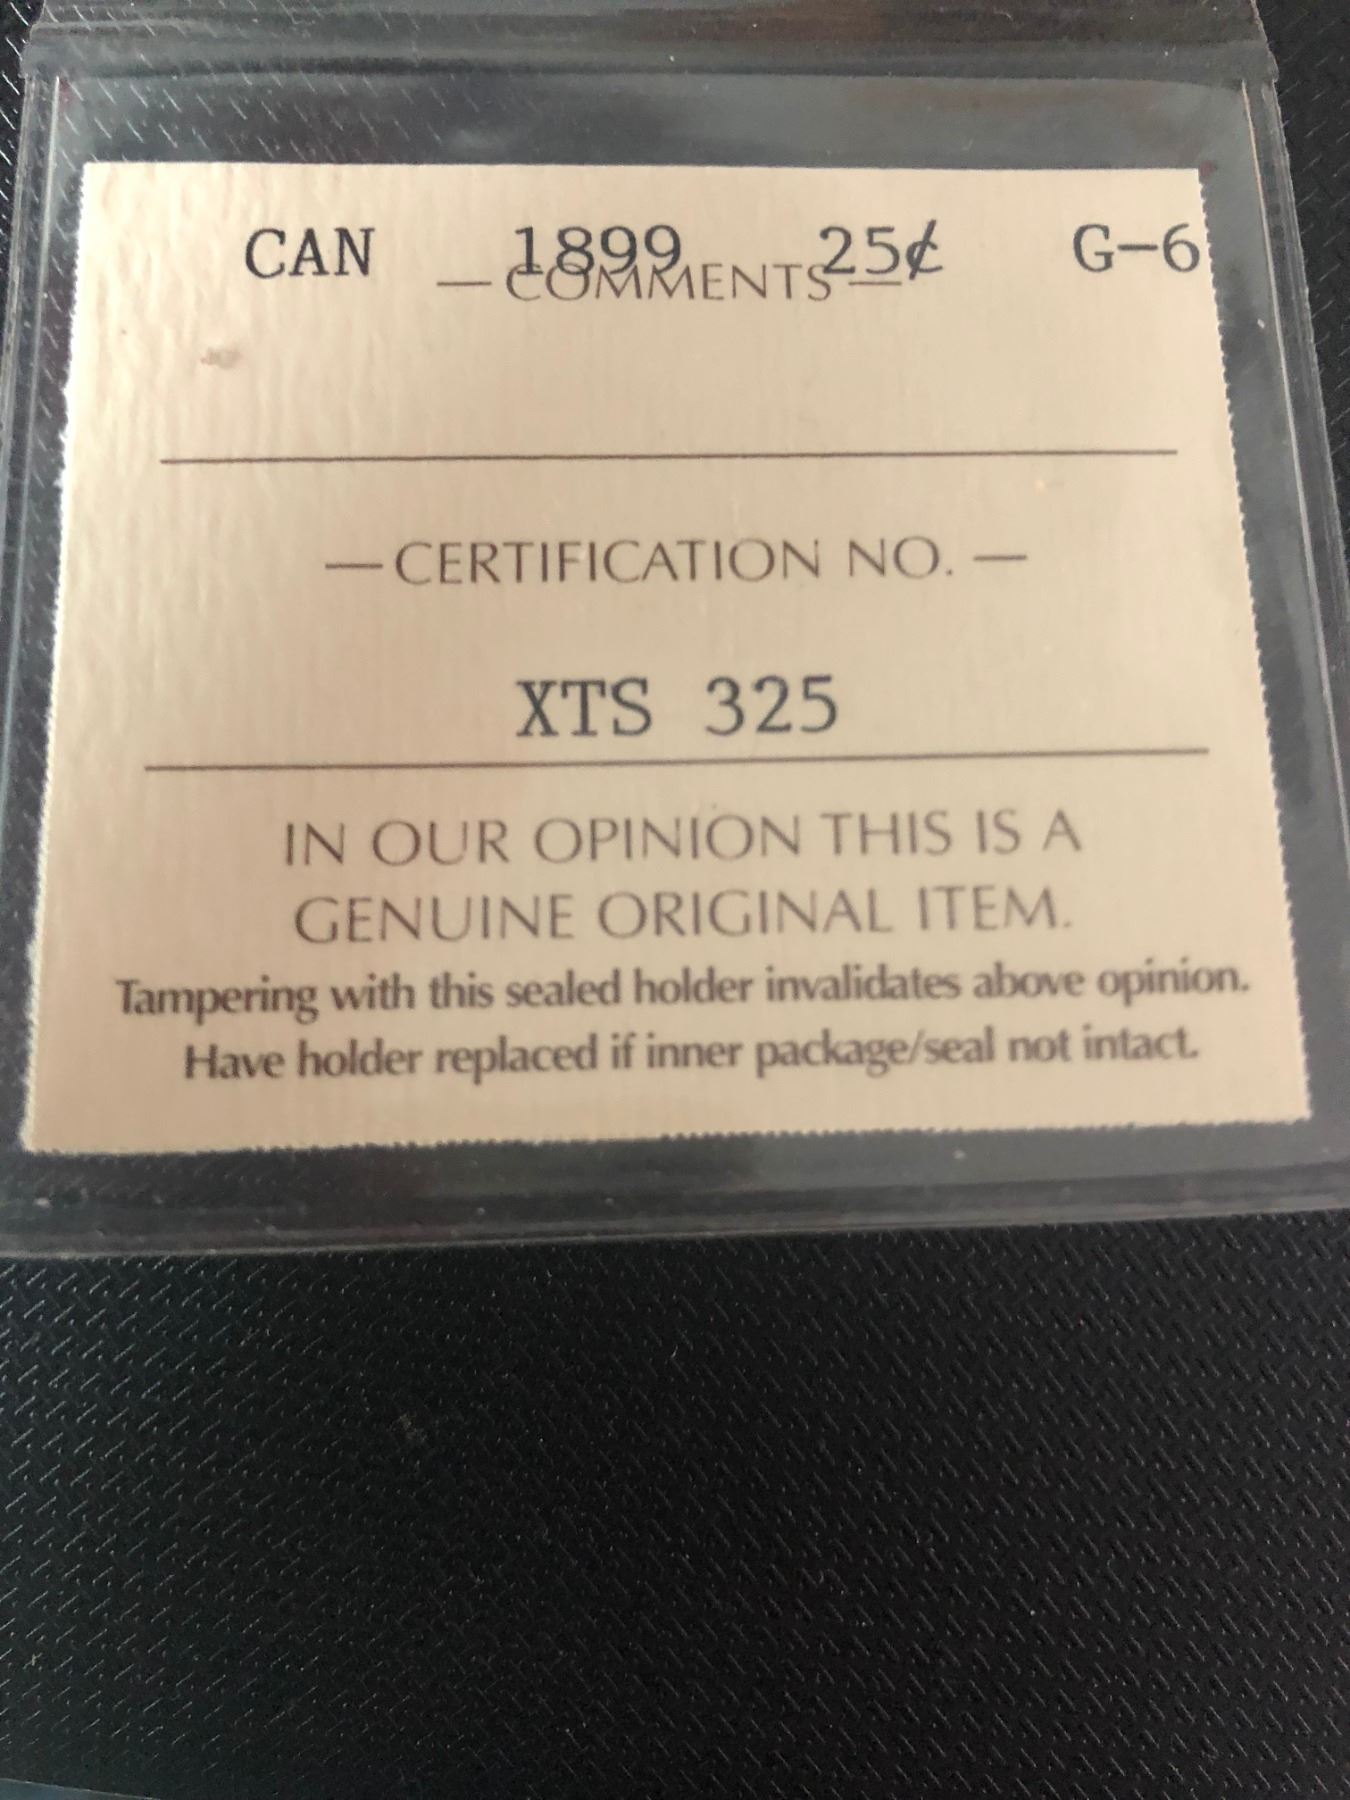 CAN 1899 25¢ G-6
— COMMENTS —
— CERTIFICATION NO. —
XTS 325
IN OUR OPINION THIS IS A
GENUINE ORIGINAL ITEM.
Tampering with this sealed holder invalidates above opinion.
Have holder replaced if inner package/seal not intact.